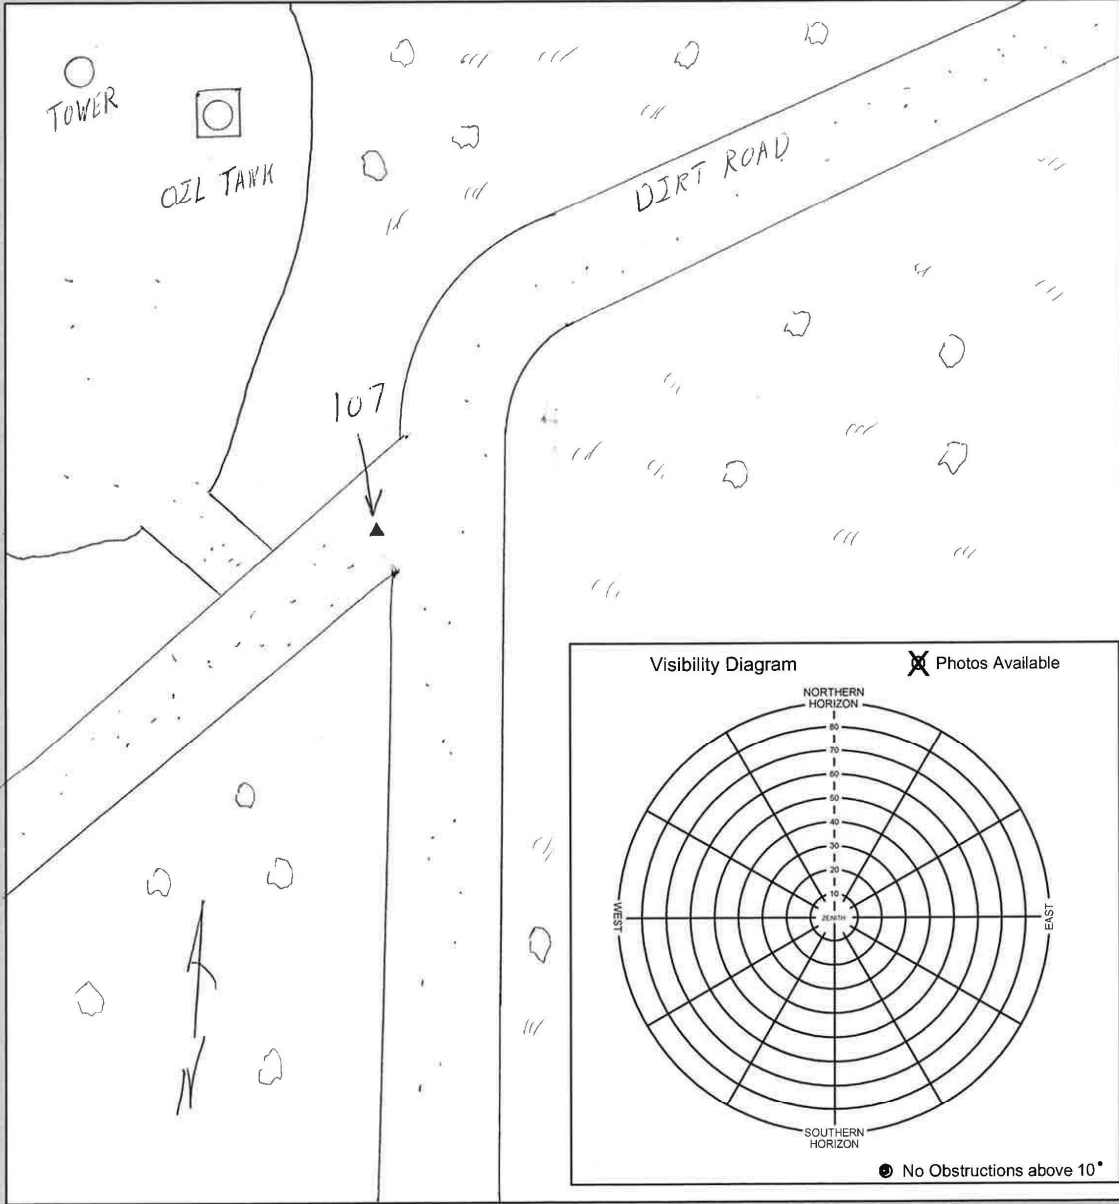 TOWER
OIL TANK
DIRT ROAD
107
N
Visibility Diagram
Photos Available
NORTHERN
HORIZON
80
70
60
50
40
30
20
10
ZENITH
WEST
EAST
SOUTHERN
HORIZON
No Obstructions above 10°